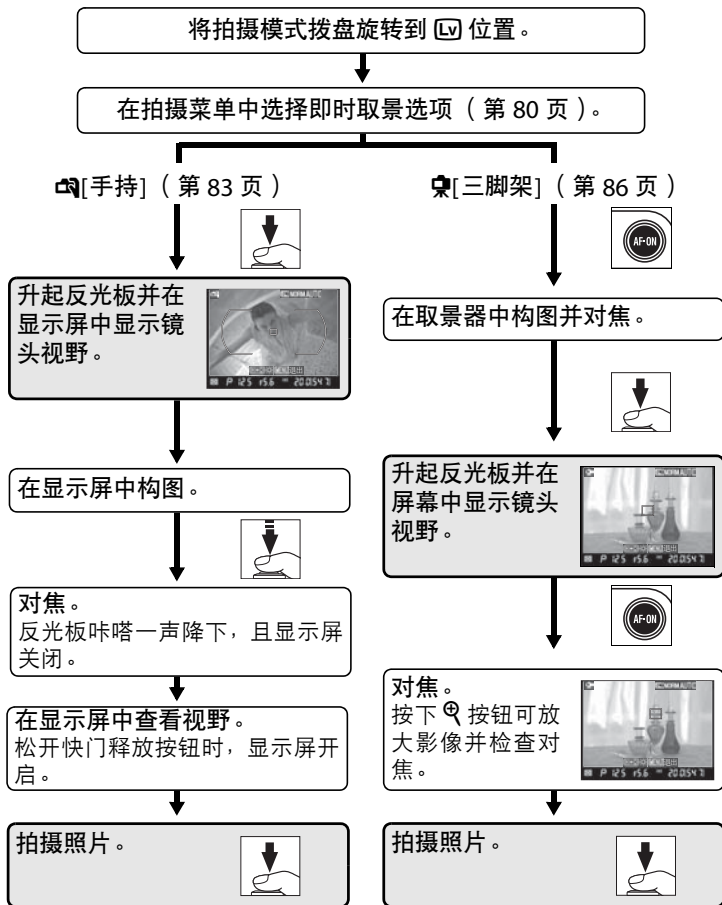 将拍摄模式拨盘旋转到 Lv 位置。
在拍摄菜单中选择即时取景选项（第 80 页）。
[手持]（第 83 页）
升起反光板并在
显示屏中显示镜
头视野。
在显示屏中构图。
对焦。
反光板咔嗒一声降下，且显示屏
关闭。
在显示屏中查看视野。
松开快门释放按钮时，显示屏开
启。
拍摄照片。
[三脚架]（第 86 页）
AF-ON
在取景器中构图并对焦。
升起反光板并在
屏幕中显示镜头
视野。
AF-ON
对焦。
按下 按钮可放
大影像并检查对
焦。
拍摄照片。